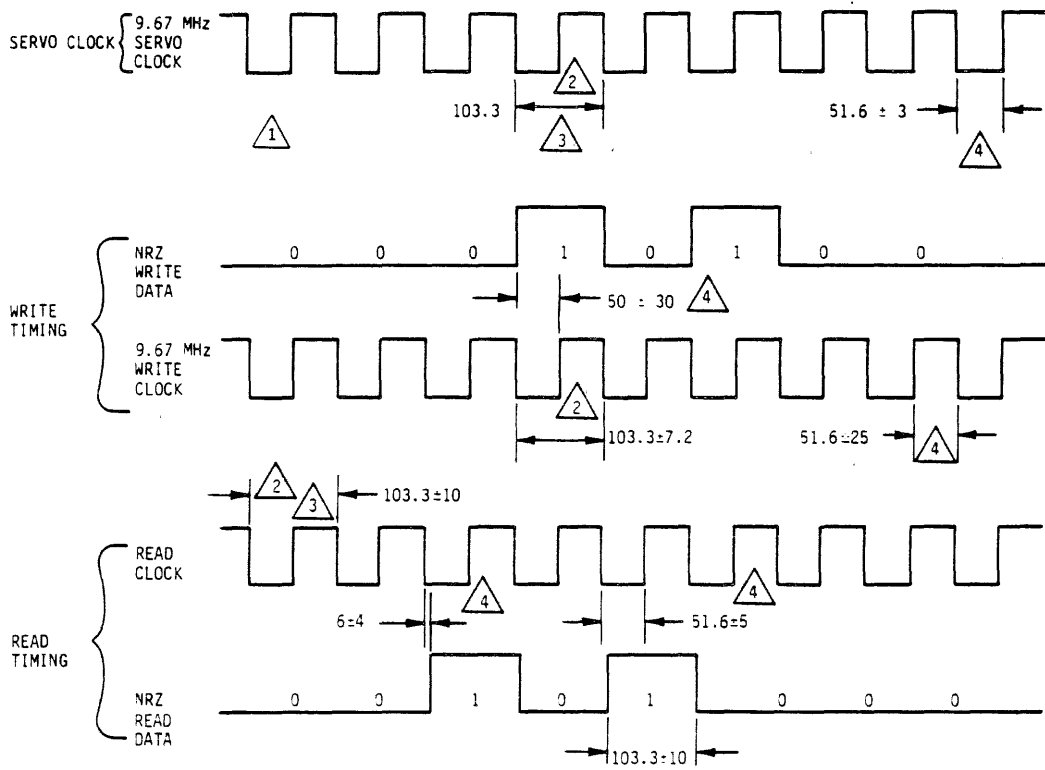 SERVO CLOCK
9.67 MHz
SERVO
CLOCK
2
103.3
51.6 ± 3
1
3
4
WRITE
TIMING
NRZ
WRITE
DATA
0 0 0 1 0 1 0 0
50 ± 30
4
9.67 MHz
WRITE
CLOCK
2
103.3±7.2
51.6±25
4
2
3
103.3±10
READ
TIMING
READ
CLOCK
4
4
6±4
51.6±5
NRZ
READ
DATA
0 0 1 0 1 0 0 0
103.3±10